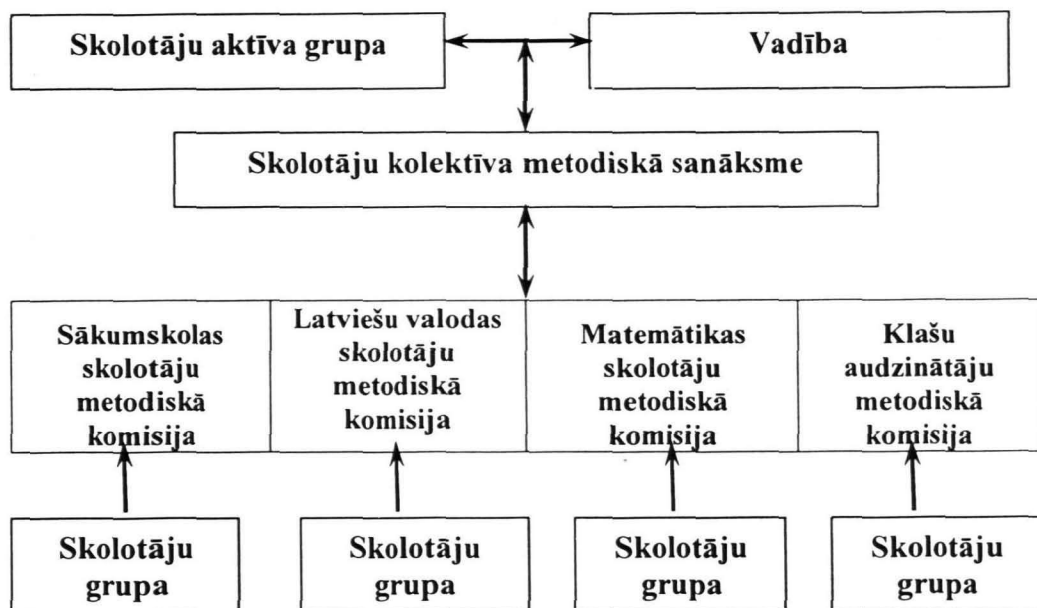 Skolotāju aktīva grupa
Vadība
Skolotāju kolektīva metodiskā sanāksme
Sākumskolas
skolotāju
metodiskā
komisija
Latviešu valodas
skolotāju
metodiskā
komisija
Matemātikas
skolotāju
metodiskā
komisija
Klašu
audzinātāju
metodiskā
komisija
Skolotāju
grupa
Skolotāju
grupa
Skolotāju
grupa
Skolotāju
grupa